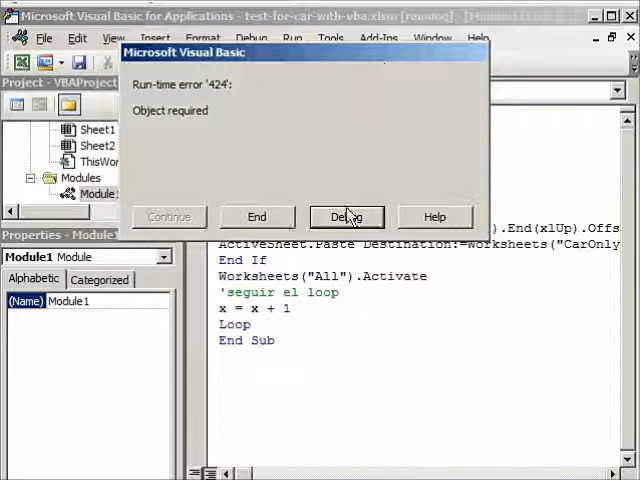 Microsoft Visual Basic for Applications - test-for-car-with-vba.xlsm [running] -
File Edit View Insert Format Debug Run Tools Add-Ins Window Help
Microsoft Visual Basic
Run-time error '424':
Object required
Continue End Debug Help
Project - VBAProject
Sheet1
Sheet2
ThisWor
Modules
Module1
Properties - Module1
Module1 Module
Alphabetic Categorized
(Name) Module1
).End(xlUp).Offs
ActiveSheet.Paste Destination:=Worksheets("CarOnly
End If
Worksheets("All").Activate
'seguir el loop
x = x + 1
Loop
End Sub